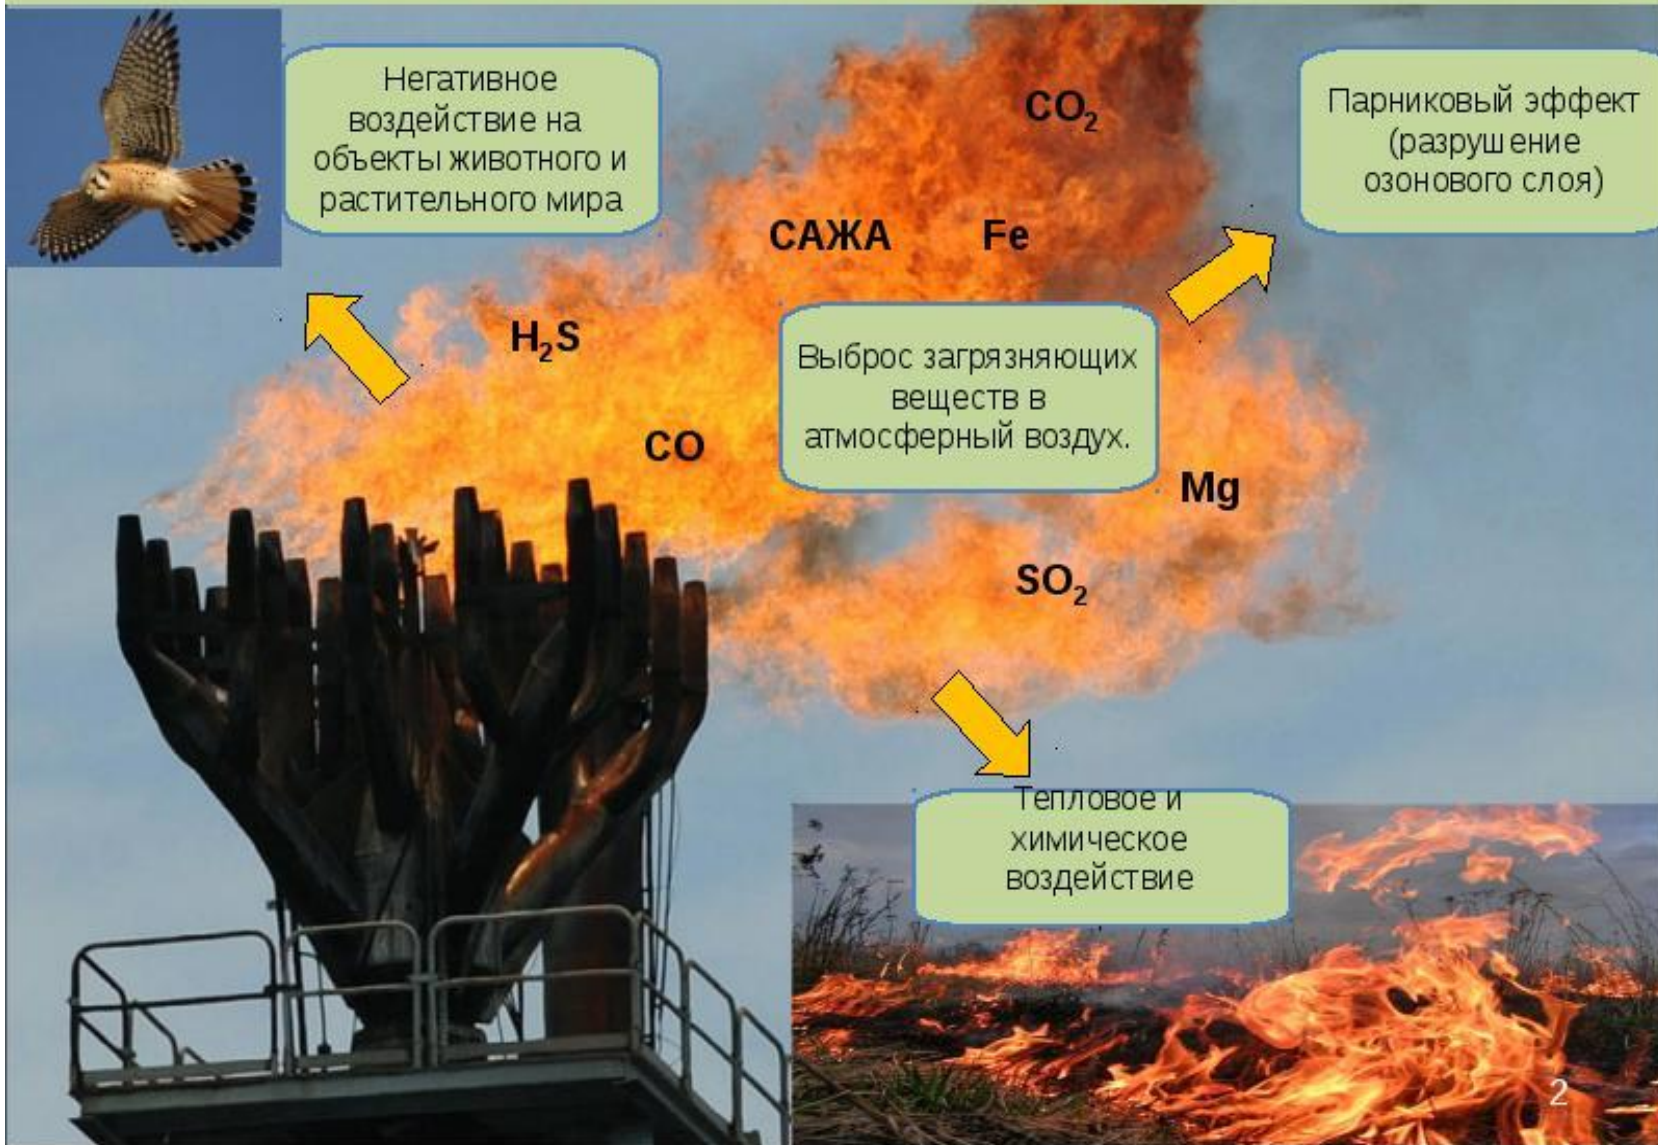 Негативное
воздействие на
объекты животного и
растительного мира
CO₂
Парниковый эффект
(разрушение
озонового слоя)
САЖА
Fe
H₂S
Выброс загрязняющих
веществ в
атмосферный воздух.
CO
Mg
SO₂
Тепловое и
химическое
воздействие
2